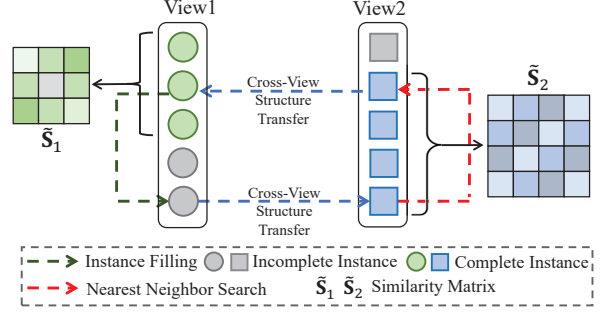 View1
View2
Cross-View
Structure
Transfer
S̃₁
S̃₂
Cross-View
Structure
Transfer
Instance Filling
Incomplete Instance
Complete Instance
Nearest Neighbor Search
S̃₁ S̃₂ Similarity Matrix